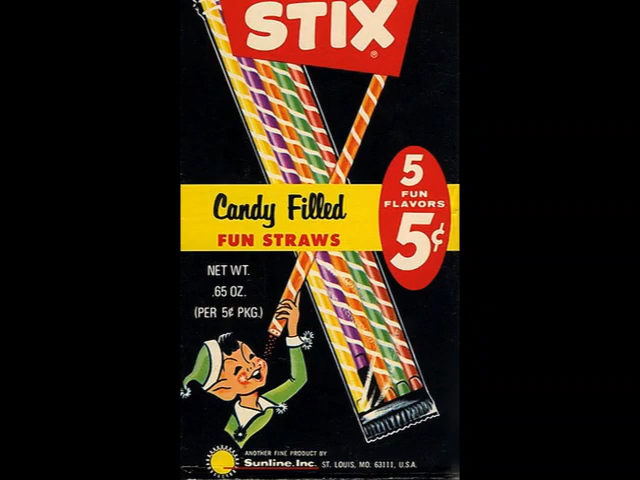 STIX®
5
FUN
FLAVORS
5¢
Candy Filled
FUN STRAWS
NET WT.
.65 OZ.
(PER 5¢ PKG.)
ANOTHER FINE PRODUCT BY
Sunline, Inc. ST. LOUIS, MO. 63111, U.S.A.